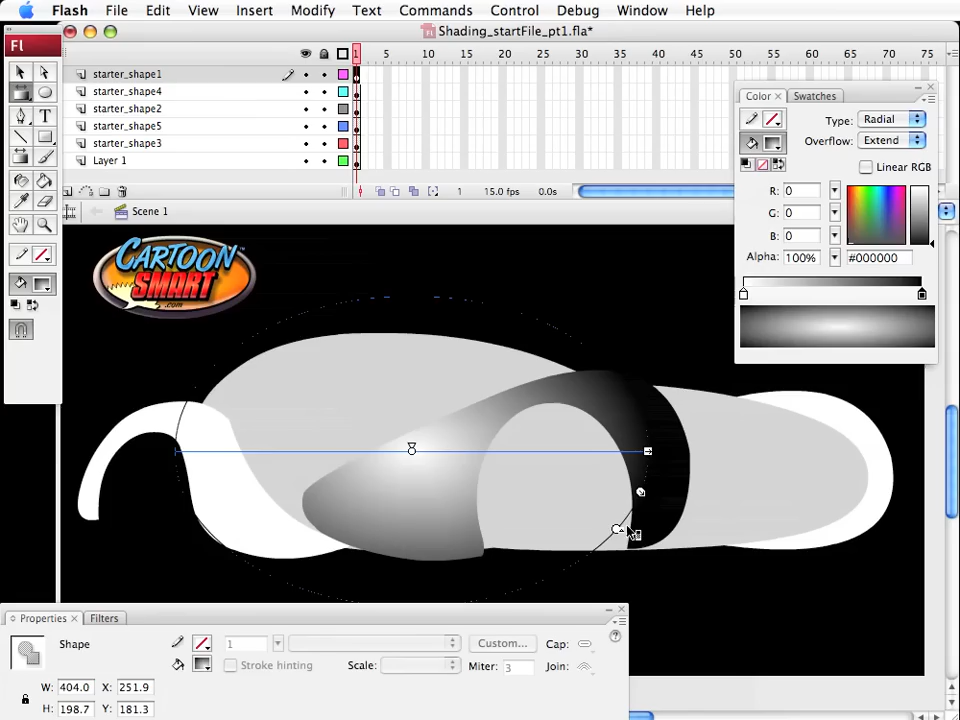 Flash File Edit View Insert Modify Text Commands Control Debug Window Help
Shading_startFile_pt1.fla*
Fl
1 5 10 15 20 25 30 35 40 45 50 55 60 65 70 75
starter_shape1
starter_shape4
starter_shape2
starter_shape5
starter_shape3
Layer 1
1 15.0 fps 0.0s
Scene 1
Color × Swatches
Type: Radial
Overflow: Extend
Linear RGB
R: 0
G: 0
B: 0
Alpha: 100% #000000
CARTOON
SMART
.com
Properties × Filters
Shape
1
Custom...
Cap:
Stroke hinting
Scale:
Miter: 3
Join:
W: 404.0 X: 251.9
H: 198.7 Y: 181.3